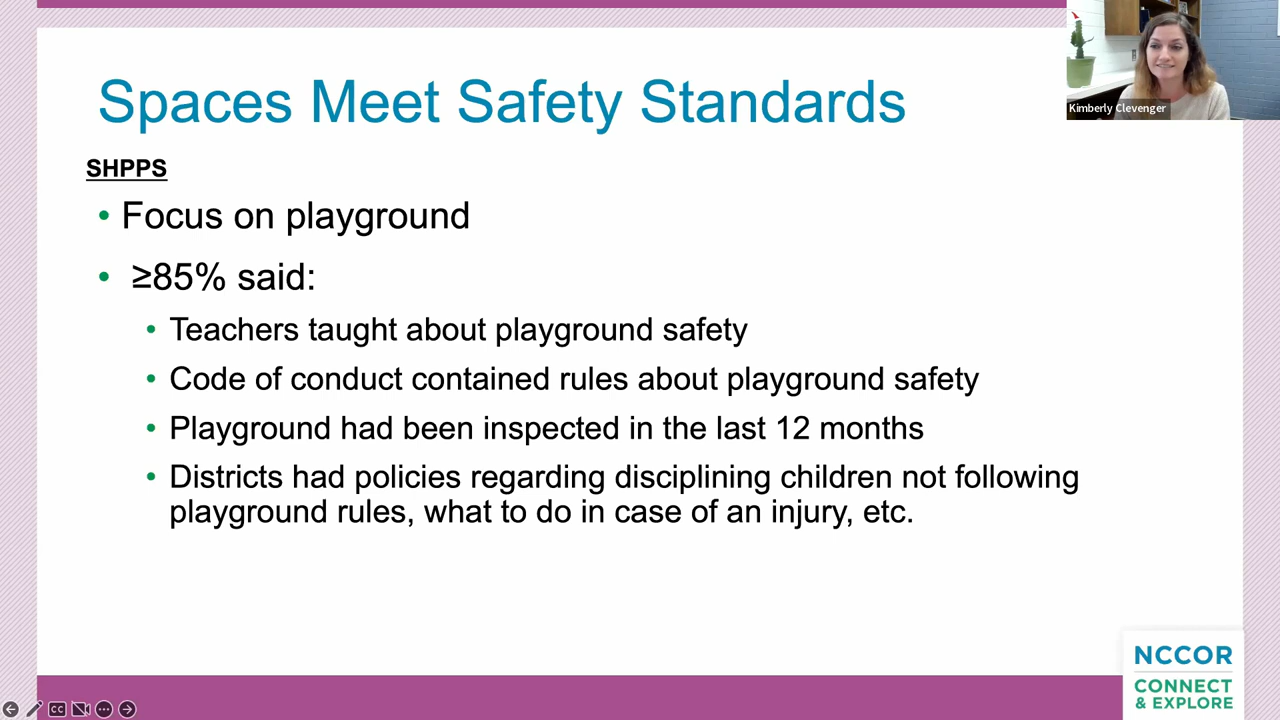 Spaces Meet Safety Standards
Kimberly Clevenger
SHPPS
• Focus on playground
• ≥85% said:
• Teachers taught about playground safety
• Code of conduct contained rules about playground safety
• Playground had been inspected in the last 12 months
• Districts had policies regarding disciplining children not following
playground rules, what to do in case of an injury, etc.
NCCOR
CONNECT
& EXPLORE
CC